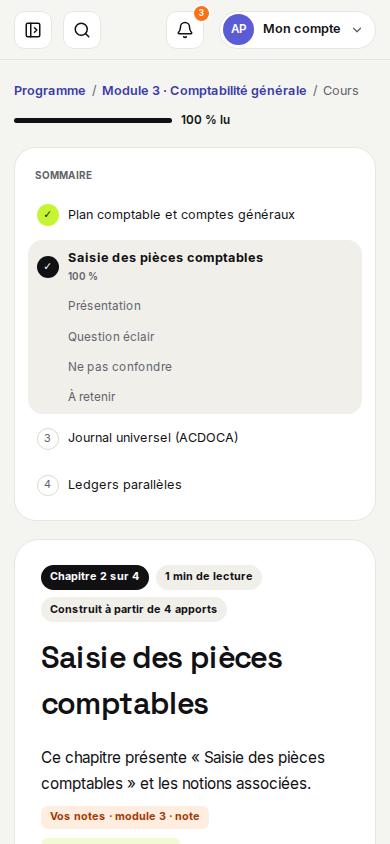 3
AP Mon compte
Programme / Module 3 · Comptabilité générale / Cours
100 % lu
SOMMAIRE
✓ Plan comptable et comptes généraux
✓ Saisie des pièces comptables
100 %
Présentation
Question éclair
Ne pas confondre
À retenir
3 Journal universel (ACDOCA)
4 Ledgers parallèles
Chapitre 2 sur 4 1 min de lecture
Construit à partir de 4 apports
Saisie des pièces
comptables
Ce chapitre présente « Saisie des pièces
comptables » et les notions associées.
Vos notes · module 3 · note